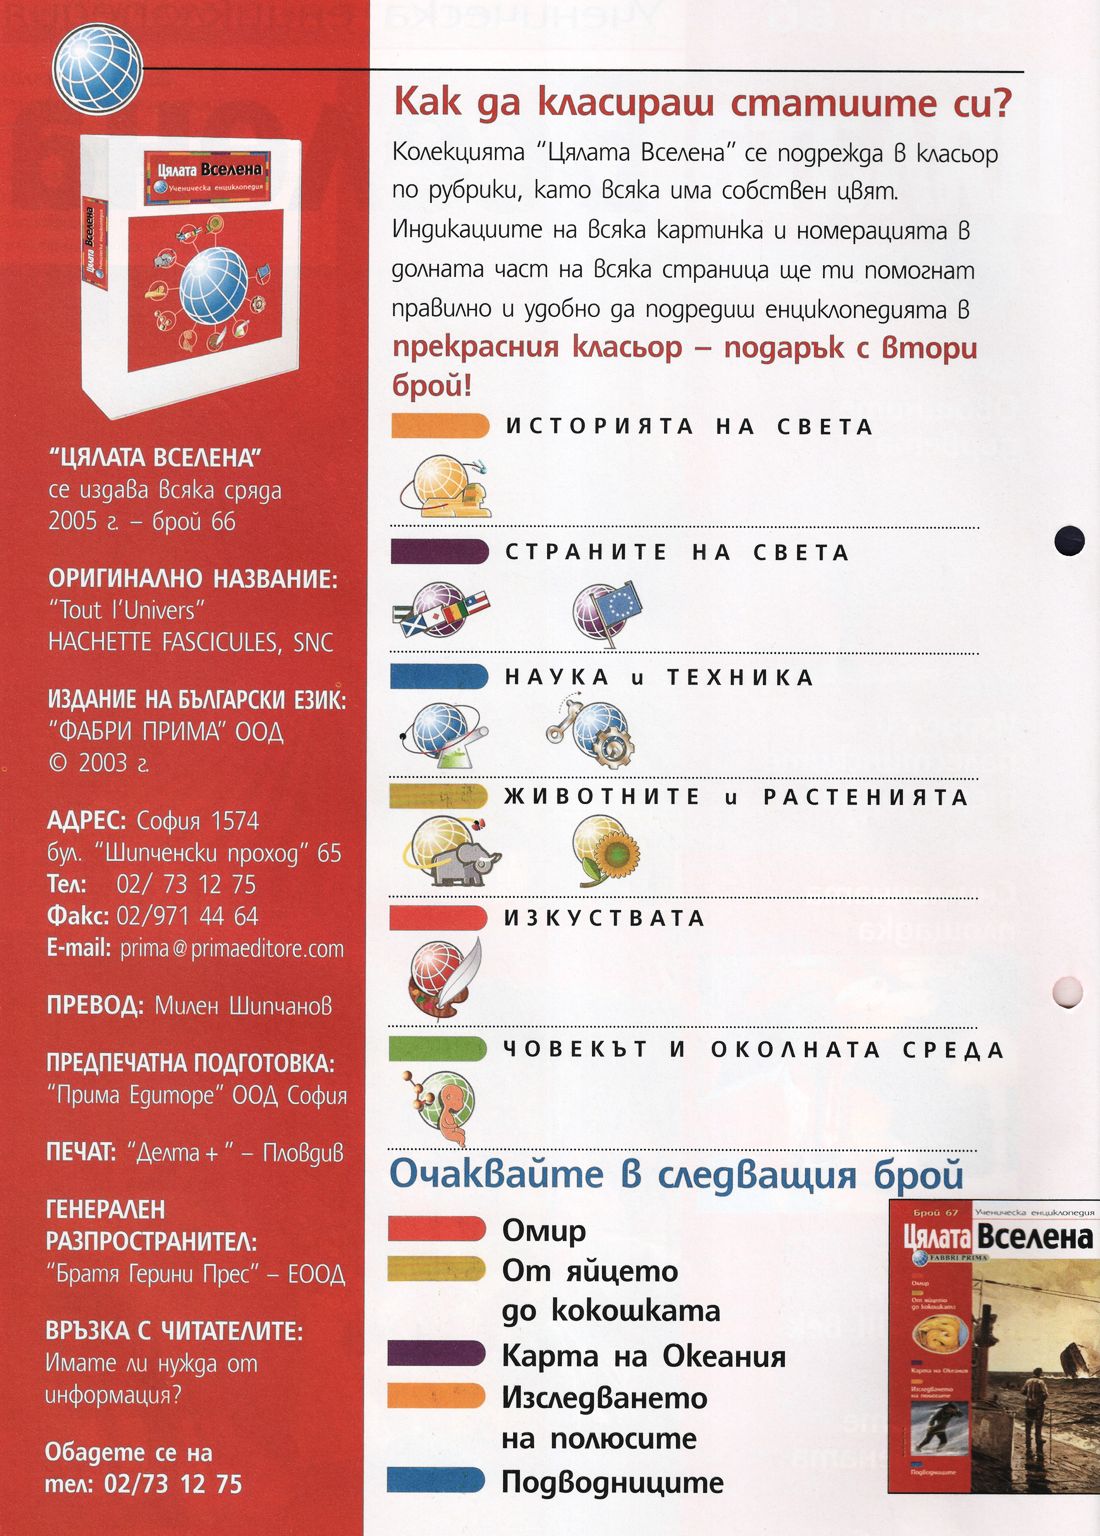 Цялата Вселена
Ученическа енциклопедия
Цялата Вселена
"ЦЯЛАТА ВСЕЛЕНА"
се издава всяка сряда
2005 г. – брой 66
ОРИГИНАЛНО НАЗВАНИЕ:
"Tout l'Univers"
HACHETTE FASCICULES, SNC
ИЗДАНИЕ НА БЪЛГАРСКИ ЕЗИК:
"ФАБРИ ПРИМА" ООД
© 2003 г.
АДРЕС: София 1574
бул. "Шипченски проход" 65
Тел: 02/ 73 12 75
Факс: 02/971 44 64
E-mail: prima@primaeditore.com
ПРЕВОД: Милен Шипчанов
ПРЕДПЕЧАТНА ПОДГОТОВКА:
"Прима Едиторе" ООД София
ПЕЧАТ: "Делта+" – Пловдив
ГЕНЕРАЛЕН
РАЗПРОСТРАНИТЕЛ:
"Братя Герини Прес" – ЕООД
ВРЪЗКА С ЧИТАТЕЛИТЕ:
Имате ли нужда от
информация?
Обадете се на
тел: 02/73 12 75
Как да класираш статиите си?
Колекцията "Цялата Вселена" се подрежда в класьор
по рубрики, като всяка има собствен цвят.
Индикациите на всяка картинка и номерацията в
долната част на всяка страница ще ти помогнат
правилно и удобно да подредиш енциклопедията в
прекрасния класьор – подарък с втори
брой!
ИСТОРИЯТА НА СВЕТА
СТРАНИТЕ НА СВЕТА
НАУКА и ТЕХНИКА
ЖИВОТНИТЕ и РАСТЕНИЯТА
ИЗКУСТВАТА
ЧОВЕКЪТ И ОКОЛНАТА СРЕДА
Очаквайте в следващия брой
Омир
От яйцето
до кокошката
Карта на Океания
Изследването
на полюсите
Подводниците
Брой 67 Ученическа енциклопедия
Цялата Вселена
FABBRI PRIMA
Омир
От яйцето
до кокошката
Карта на Океания
Изследването
на полюсите
Подводниците